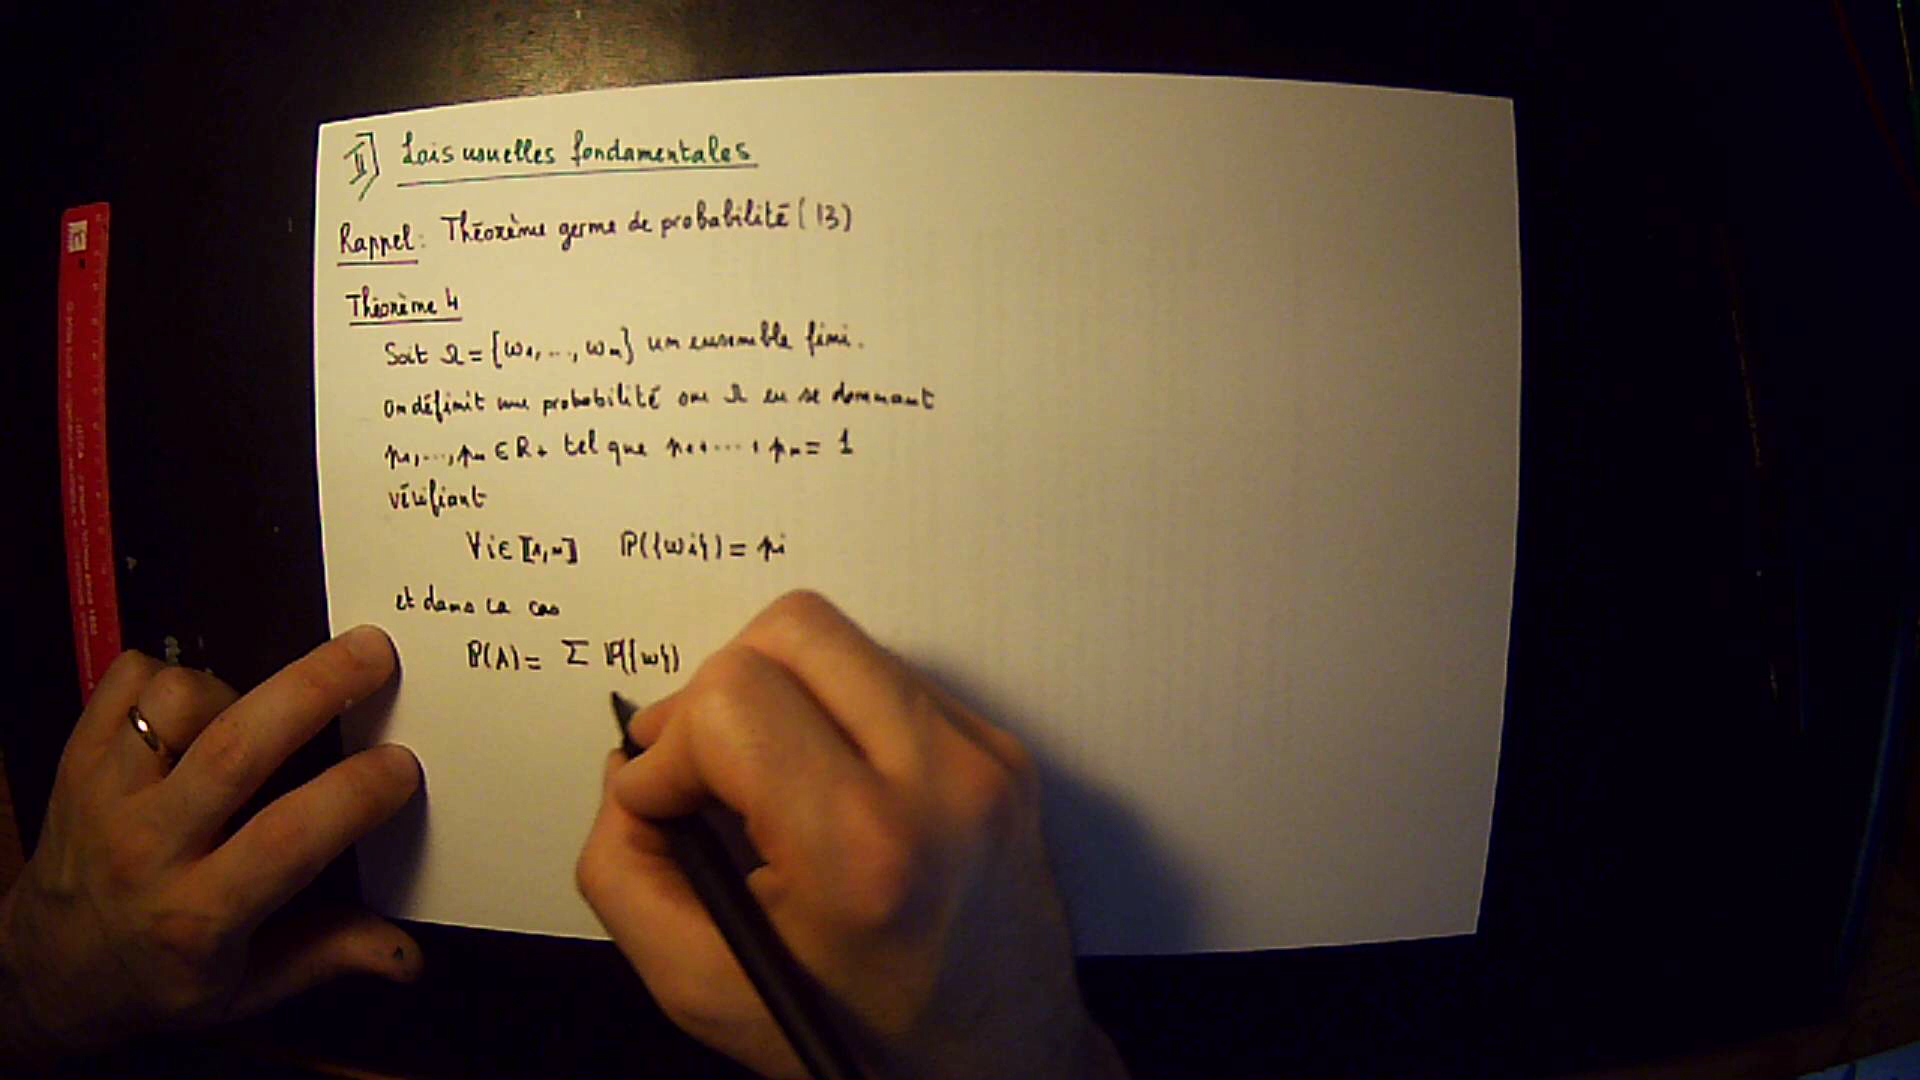 II) Lois usuelles fondamentales
Rappel: Théorème germe de probabilité (13)
Théorème 4
Soit Ω = {ω1, ..., ωn} un ensemble fini.
On définit une probabilité sur Ω en se donnant
p1, ..., pn ∈ R+ tel que p1+...+pn = 1
vérifiant
∀i∈⟦1,n⟧ ℙ({ωi}) = pi
et dans ce cas
ℙ(A) = Σ ℙ({ω})